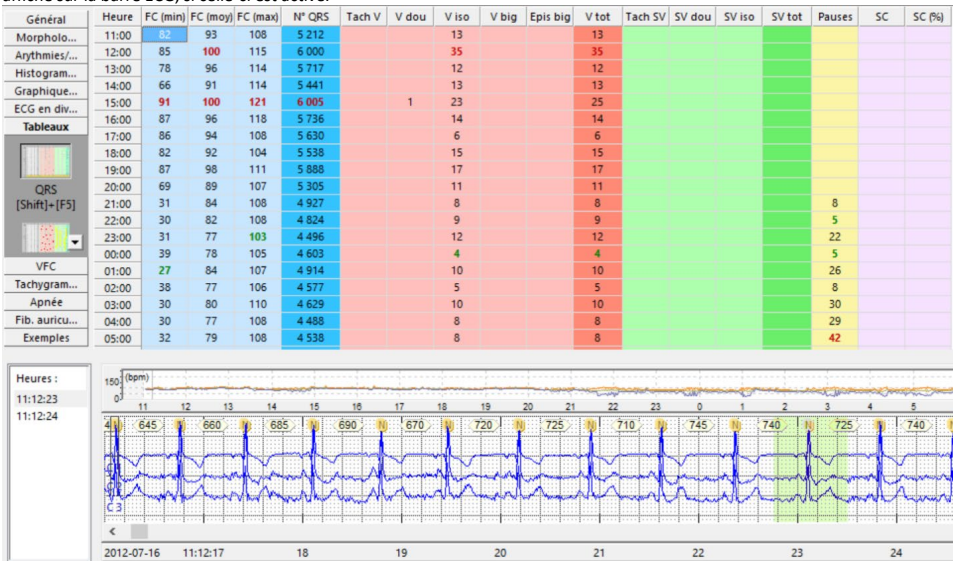 Général
Morpholo...
Arythmies/...
Histogram...
Graphique...
ECG en div...
Tableaux
QRS
[Shift]+[F5]
VFC
Tachygram...
Apnée
Fib. auricu...
Exemples
Heure FC (min) FC (moy) FC (max) N° QRS Tach V V dou V iso V big Epis big V tot Tach SV SV dou SV iso SV tot Pauses SC SC (%)
11:00 82 93 108 5 212 13 13
12:00 85 100 115 6 000 35 35
13:00 78 96 114 5 717 12 12
14:00 66 91 114 5 441 13 13
15:00 91 100 121 6 005 1 23 25
16:00 87 96 118 5 736 14 14
17:00 86 94 108 5 630 6 6
18:00 82 92 104 5 538 15 15
19:00 87 98 111 5 888 17 17
20:00 69 89 107 5 305 11 11
21:00 31 84 108 4 927 8 8 8
22:00 30 82 108 4 824 9 9 5
23:00 31 77 103 4 496 12 12 22
00:00 39 78 105 4 603 4 4 5
01:00 27 84 107 4 914 10 10 26
02:00 38 77 106 4 577 5 5 8
03:00 30 80 110 4 629 10 10 30
04:00 30 77 108 4 488 8 8 29
05:00 32 79 108 4 538 8 8 42
Heures :
11:12:23
11:12:24
150 (bpm)
0
11 12 13 14 15 16 17 18 19 20 21 22 23 0 1 2 3 4 5
N 645 N 660 N 685 N 690 N 670 N 720 N 725 N 710 N 745 N 740 N 725 N 740 N
C 3
<
2012-07-16 11:12:17 18 19 20 21 22 23 24